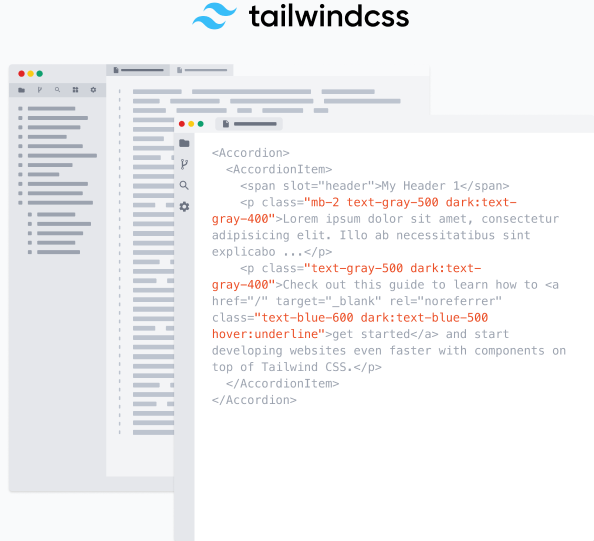 tailwindcss
<Accordion>
<AccordionItem>
<span slot="header">My Header 1</span>
<p class="mb-2 text-gray-500 dark:text-
gray-400">Lorem ipsum dolor sit amet, consectetur
adipisicing elit. Illo ab necessitatibus sint
explicabo ...</p>
<p class="text-gray-500 dark:text-
gray-400">Check out this guide to learn how to <a
href="/" target="_blank" rel="noreferrer"
class="text-blue-600 dark:text-blue-500
hover:underline">get started</a> and start
developing websites even faster with components on
top of Tailwind CSS.</p>
</AccordionItem>
</Accordion>